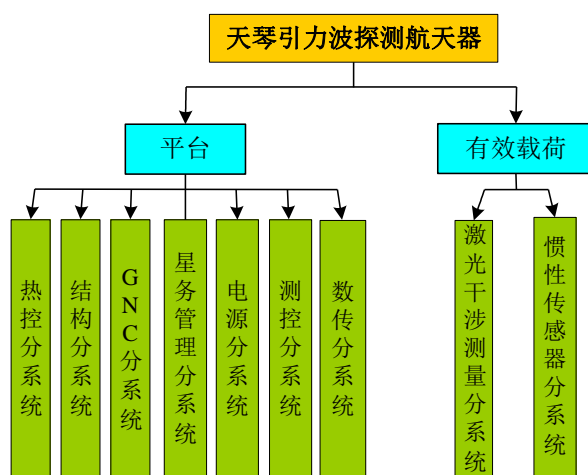 天琴引力波探测航天器
平台
有效载荷
热控分系统
结构分系统
GNC分系统
星务管理分系统
电源分系统
测控分系统
数传分系统
激光干涉测量分系统
惯性传感器分系统